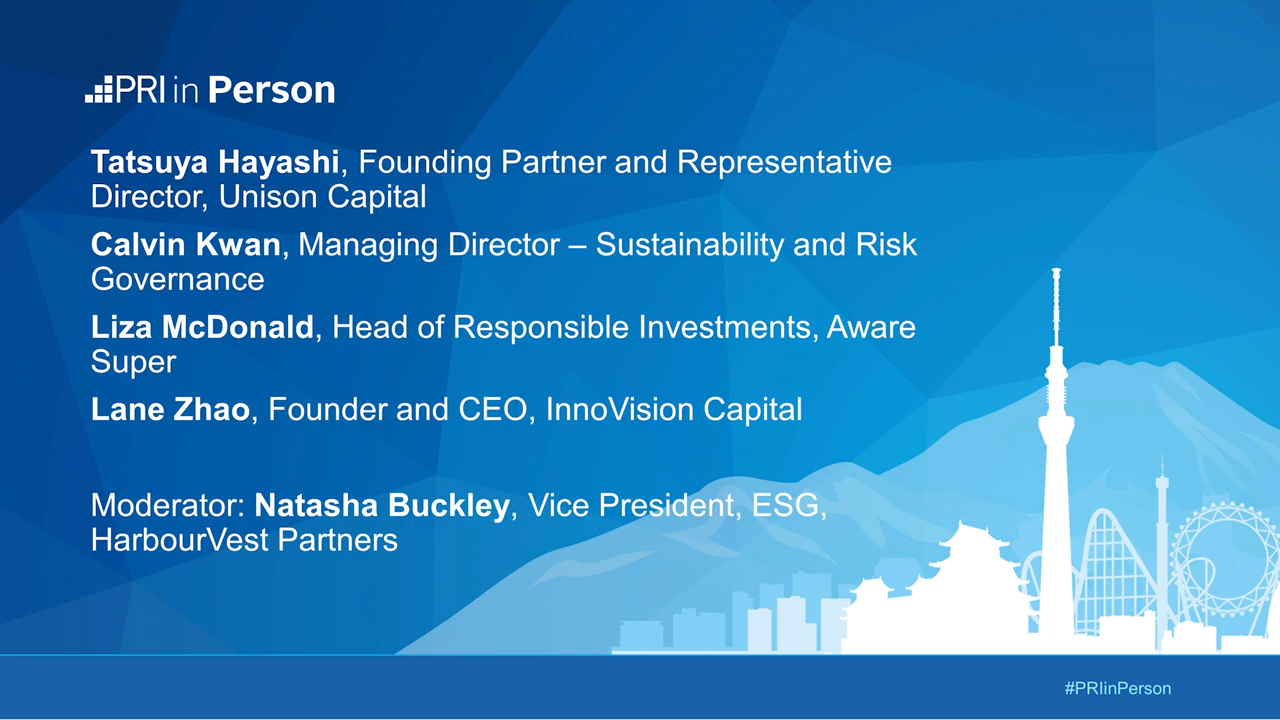 PRI in Person
Tatsuya Hayashi, Founding Partner and Representative
Director, Unison Capital
Calvin Kwan, Managing Director – Sustainability and Risk
Governance
Liza McDonald, Head of Responsible Investments, Aware
Super
Lane Zhao, Founder and CEO, InnoVision Capital
Moderator: Natasha Buckley, Vice President, ESG,
HarbourVest Partners
#PRIinPerson